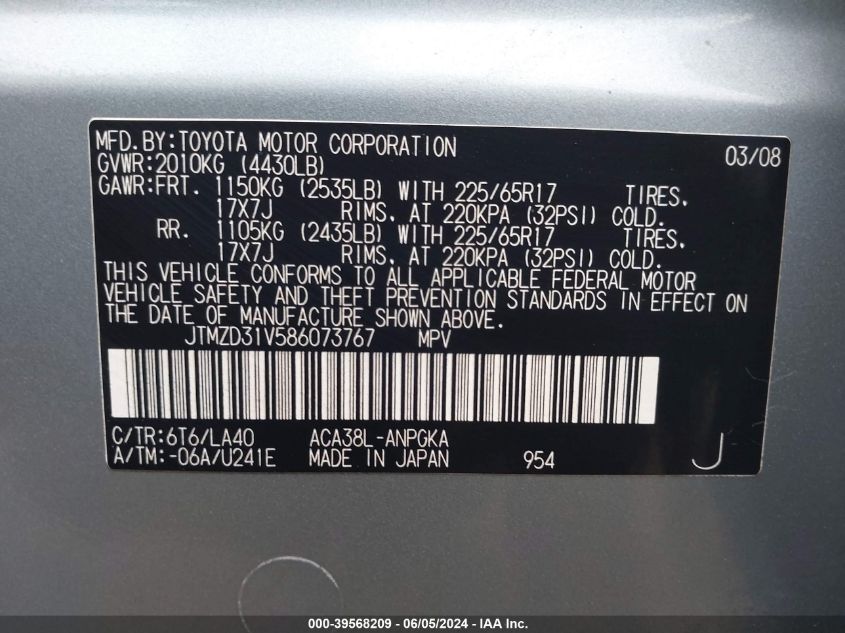 MFD.BY:TOYOTA MOTOR CORPORATION 03/08
GVWR:2010KG (4430LB)
GAWR:FRT. 1150KG (2535LB) WITH 225/65R17 TIRES.
17X7J RIMS. AT 220KPA (32PSI) COLD.
RR. 1105KG (2435LB) WITH 225/65R17 TIRES.
17X7J RIMS. AT 220KPA (32PSI) COLD.
THIS VEHICLE CONFORMS TO ALL APPLICABLE FEDERAL MOTOR
VEHICLE SAFETY AND THEFT PREVENTION STANDARDS IN EFFECT ON
THE DATE OF MANUFACTURE SHOWN ABOVE.
JTMZD31V586073767 MPV
C/TR:6T6/LA40 ACA38L-ANPGKA
A/TM:-06A/U241E MADE IN JAPAN 954 J
000-39568209 - 06/05/2024 - IAA Inc.